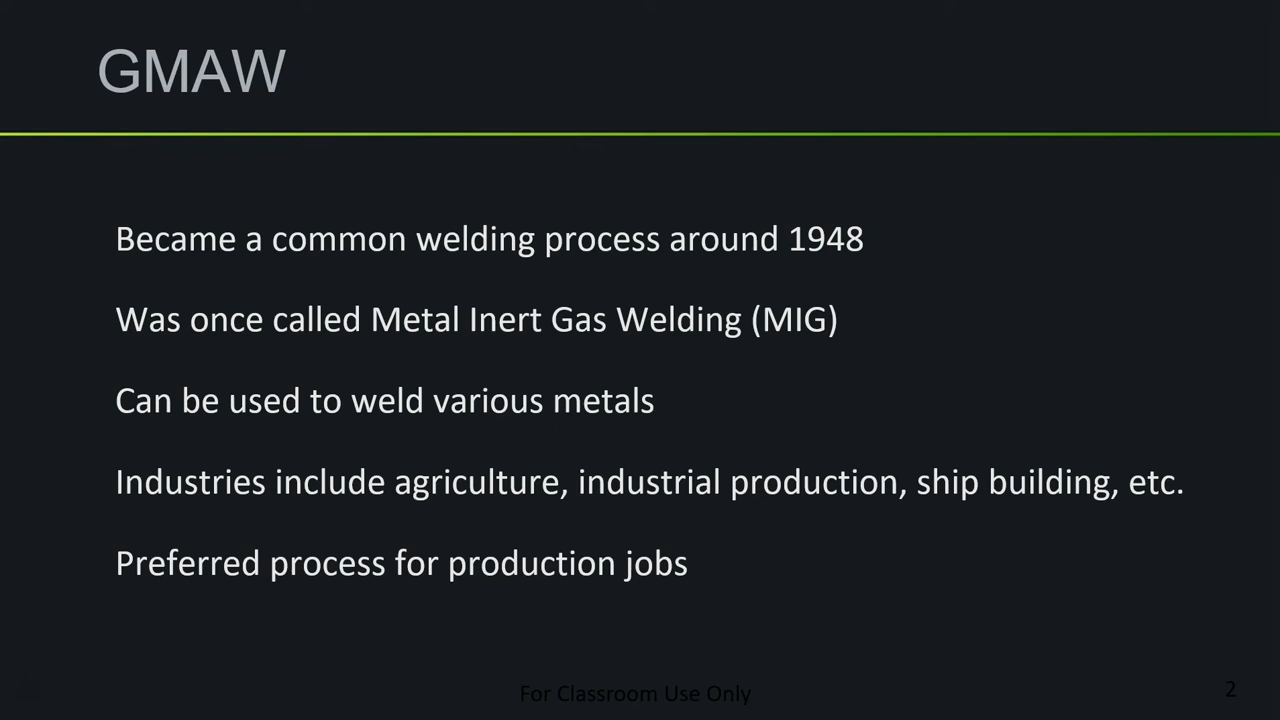 GMAW
Became a common welding process around 1948
Was once called Metal Inert Gas Welding (MIG)
Can be used to weld various metals
Industries include agriculture, industrial production, ship building, etc.
Preferred process for production jobs
For Classroom Use Only
2